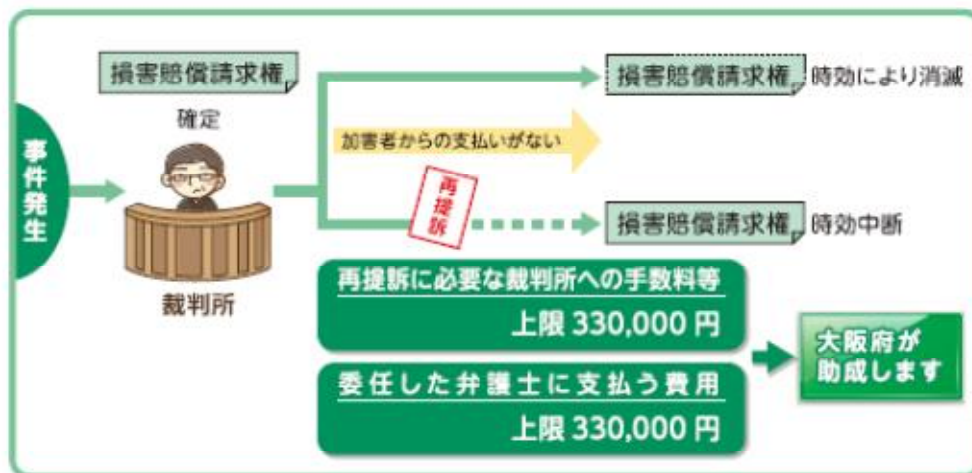 事件発生
損害賠償請求権
確定
裁判所
損害賠償請求権 時効により消滅
加害者からの支払いがない
再提訴
損害賠償請求権 時効中断
再提訴に必要な裁判所への手数料等
上限 330,000 円
委任した弁護士に支払う費用
上限 330,000 円
大阪府が
助成します